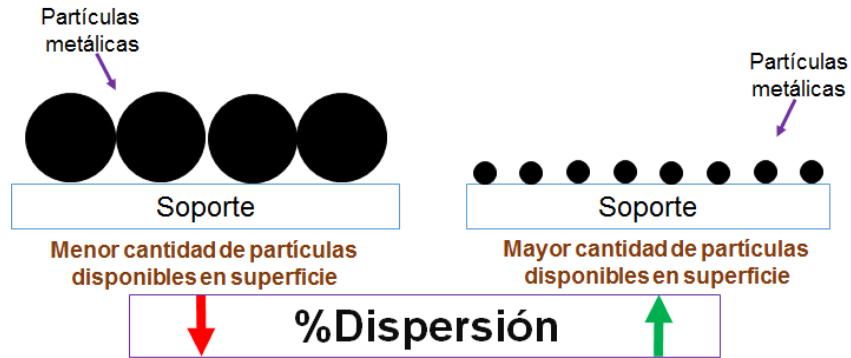 Partículas
metálicas
Partículas
metálicas
Soporte
Soporte
Menor cantidad de partículas
disponibles en superficie
Mayor cantidad de partículas
disponibles en superficie
%Dispersión